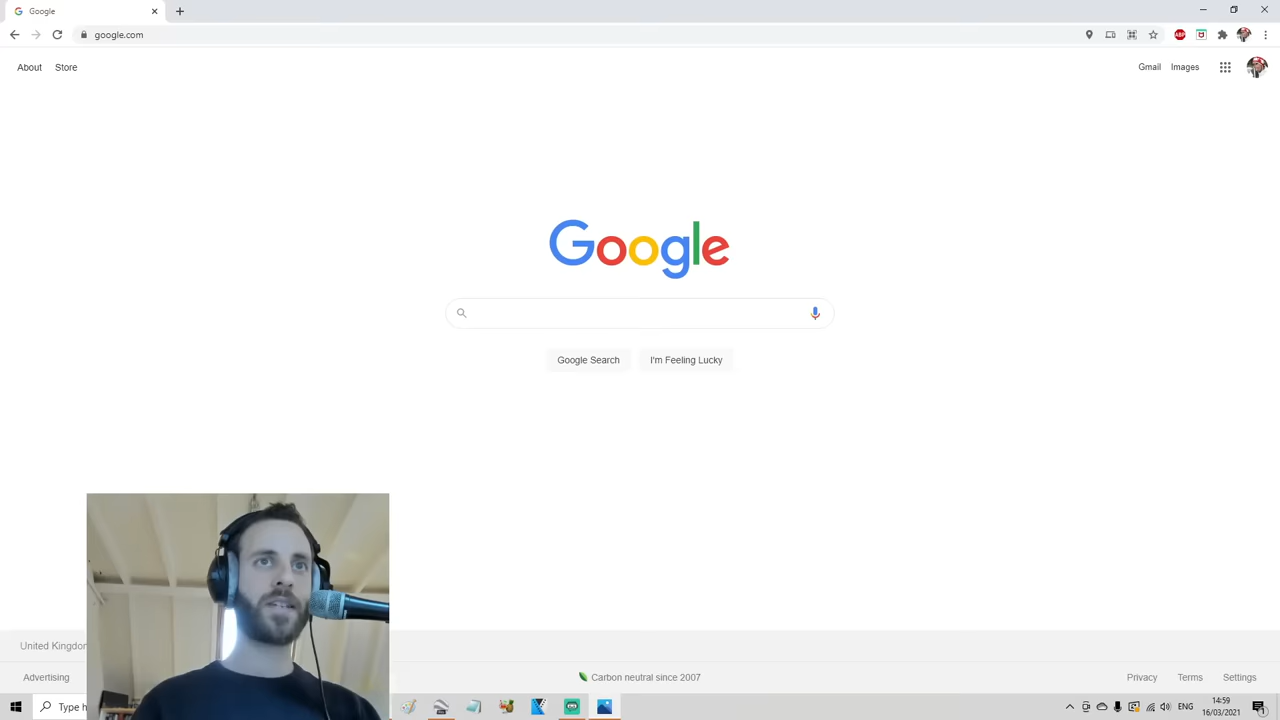 Google
google.com
About Store
Gmail Images
Google
Google Search I'm Feeling Lucky
United Kingdom
Advertising
Carbon neutral since 2007
Privacy Terms Settings
Type h
ENG
14:59
16/03/2021